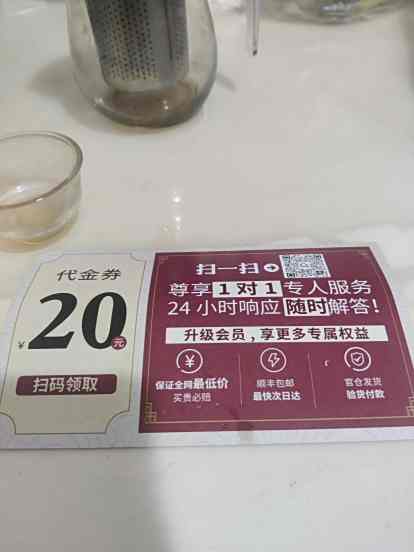 代金券
¥20元
扫码领取
扫一扫
尊享1对1专人服务
24小时响应 随时解答!
升级会员,享更多专属权益
¥
保证全网最低价
买贵必赔
顺丰包邮
最快次日达
官仓发货
验货付款